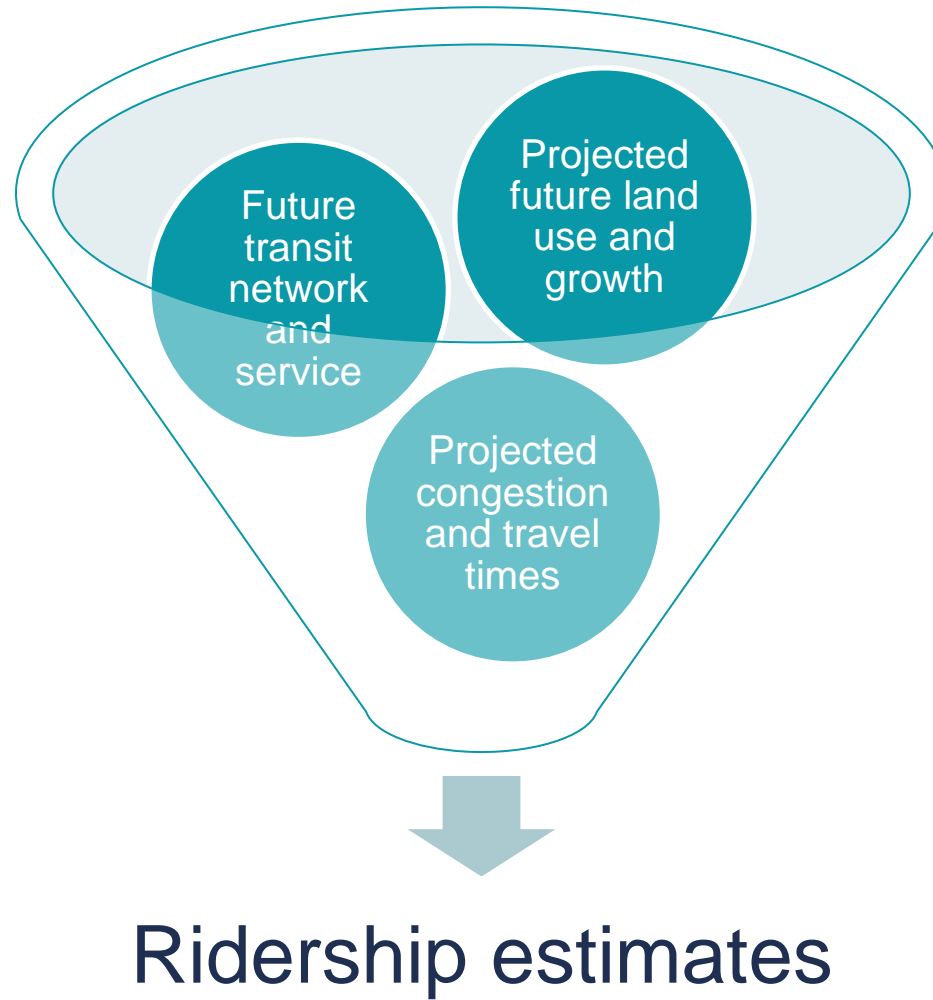 Future
transit
network
and
service
Projected
future land
use and
growth
Projected
congestion
and travel
times
Ridership estimates